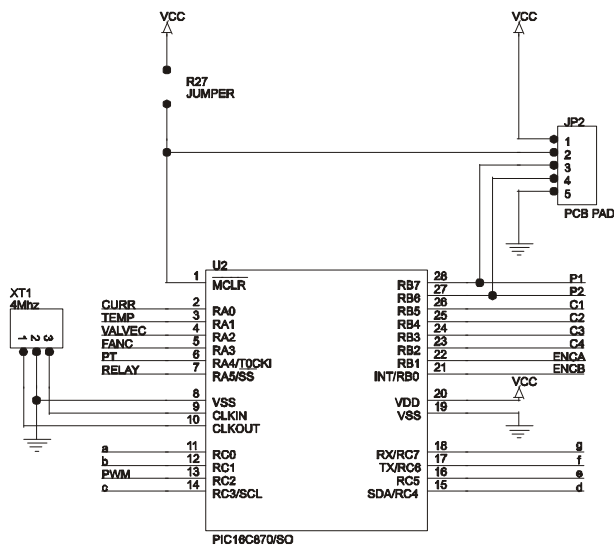 VCC
VCC
R27
JUMPER
JP2
1
2
3
4
5
PCB PAD
U2
XT1
4Mhz
1 2 3
1 MCLR
CURR 2 RA0
TEMP 3 RA1
VALVEC 4 RA2
FANC 5 RA3
PT 6 RA4/T0CKI
RELAY 7 RA5/SS
8 VSS
9 CLKIN
10 CLKOUT
a 11 RC0
b 12 RC1
PWM 13 RC2
c 14 RC3/SCL
RB7 28 P1
RB6 27 P2
RB5 26 C1
RB4 25 C2
RB3 24 C3
RB2 23 C4
RB1 22 ENCA
INT/RB0 21 ENCB
VCC
VDD 20
VSS 19
RX/RC7 18 g
TX/RC6 17 f
RC5 16 e
SDA/RC4 15 d
PIC16C870/SO